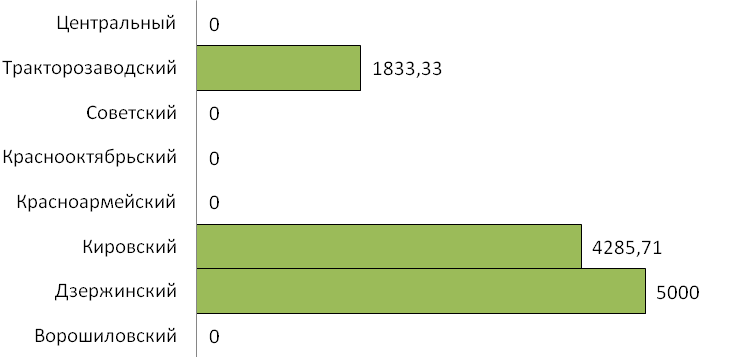 Центральный 0
Тракторозаводский 1833,33
Советский 0
Краснооктябрьский 0
Красноармейский 0
Кировский 4285,71
Дзержинский 5000
Ворошиловский 0